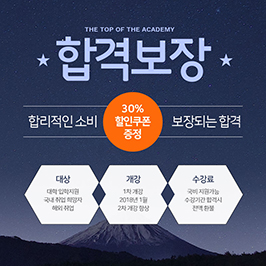 THE TOP OF THE ACADEMY
합격보장
합리적인 소비
30%
할인쿠폰
증정
보장되는 합격
대상
대학 입학지원
국내 취업 희망자
해외 취업
개강
1차 개강
2018년 1월
2차 개강 항상
수강료
국비 지원가능
수강기간 합격시
전액 환불